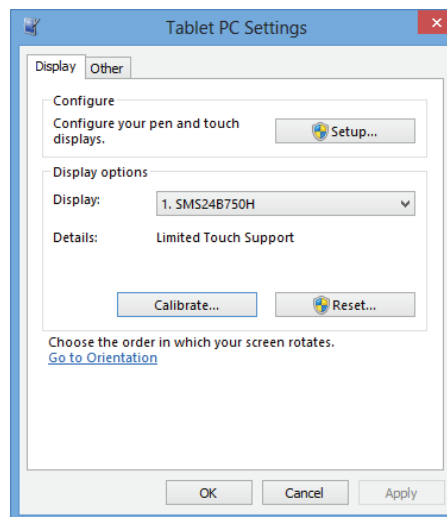 Tablet PC Settings
Display Other
Configure
Configure your pen and touch
displays.
Setup...
Display options
Display:
1. SMS24B750H
Details:
Limited Touch Support
Calibrate...
Reset...
Choose the order in which your screen rotates.
Go to Orientation
OK
Cancel
Apply